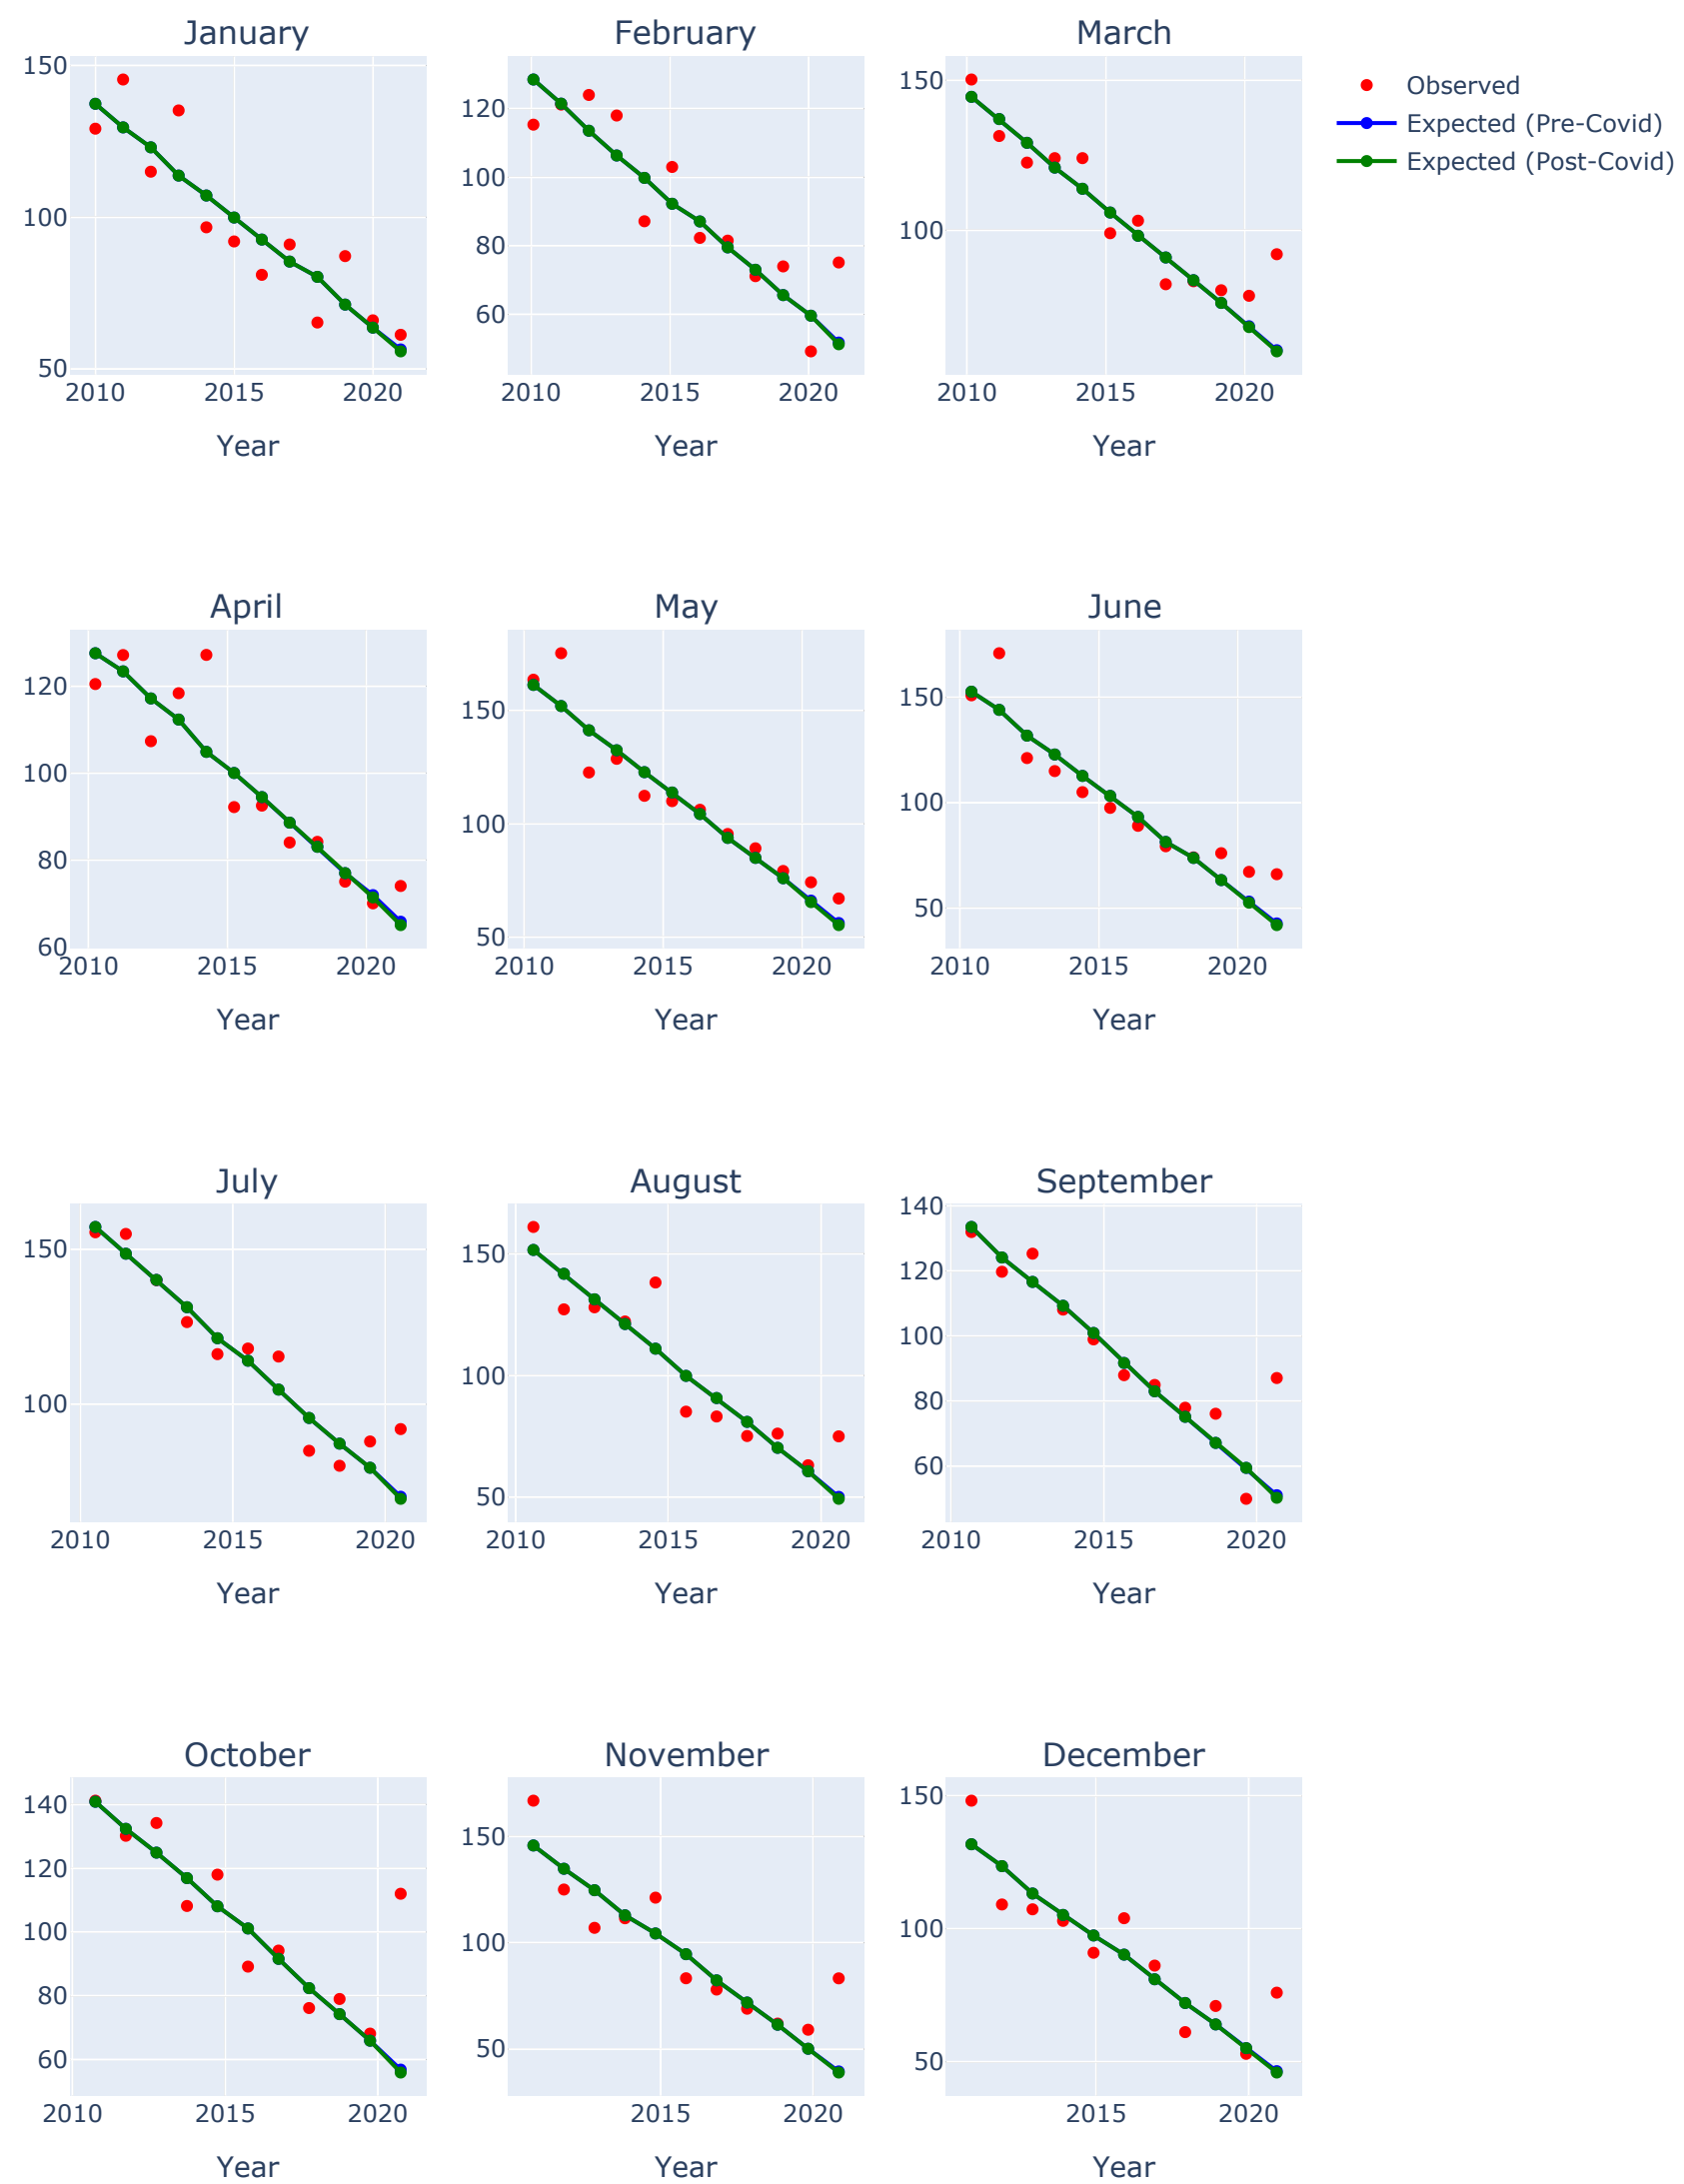 January
February
March
150
100
50
2010
2015
2020
Year
120
100
80
60
2010
2015
2020
Year
150
100
2010
2015
2020
Year
Observed
Expected (Pre-Covid)
Expected (Post-Covid)
April
May
June
120
100
80
60
2010
2015
2020
Year
150
100
50
2010
2015
2020
Year
150
100
50
2010
2015
2020
Year
July
August
September
150
100
2010
2015
2020
Year
150
100
50
2010
2015
2020
Year
140
120
100
80
60
2010
2015
2020
Year
October
November
December
140
120
100
80
60
2010
2015
2020
Year
150
100
50
2015
2020
Year
150
100
50
2015
2020
Year